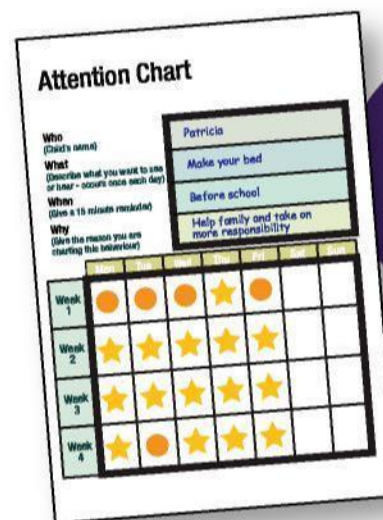 Attention Chart
Who
(Child's name)
Patricia
What
(Describe what you want to see
or hear - occurs once each day)
Make your bed
When
(Give a 15 minute reminder)
Before school
Why
(Give the reason you are
charting this behaviour)
Help family and take on
more responsibility
Mon Tue Wed Thu Fri Sat Sun
Week
1
Week
2
Week
3
Week
4